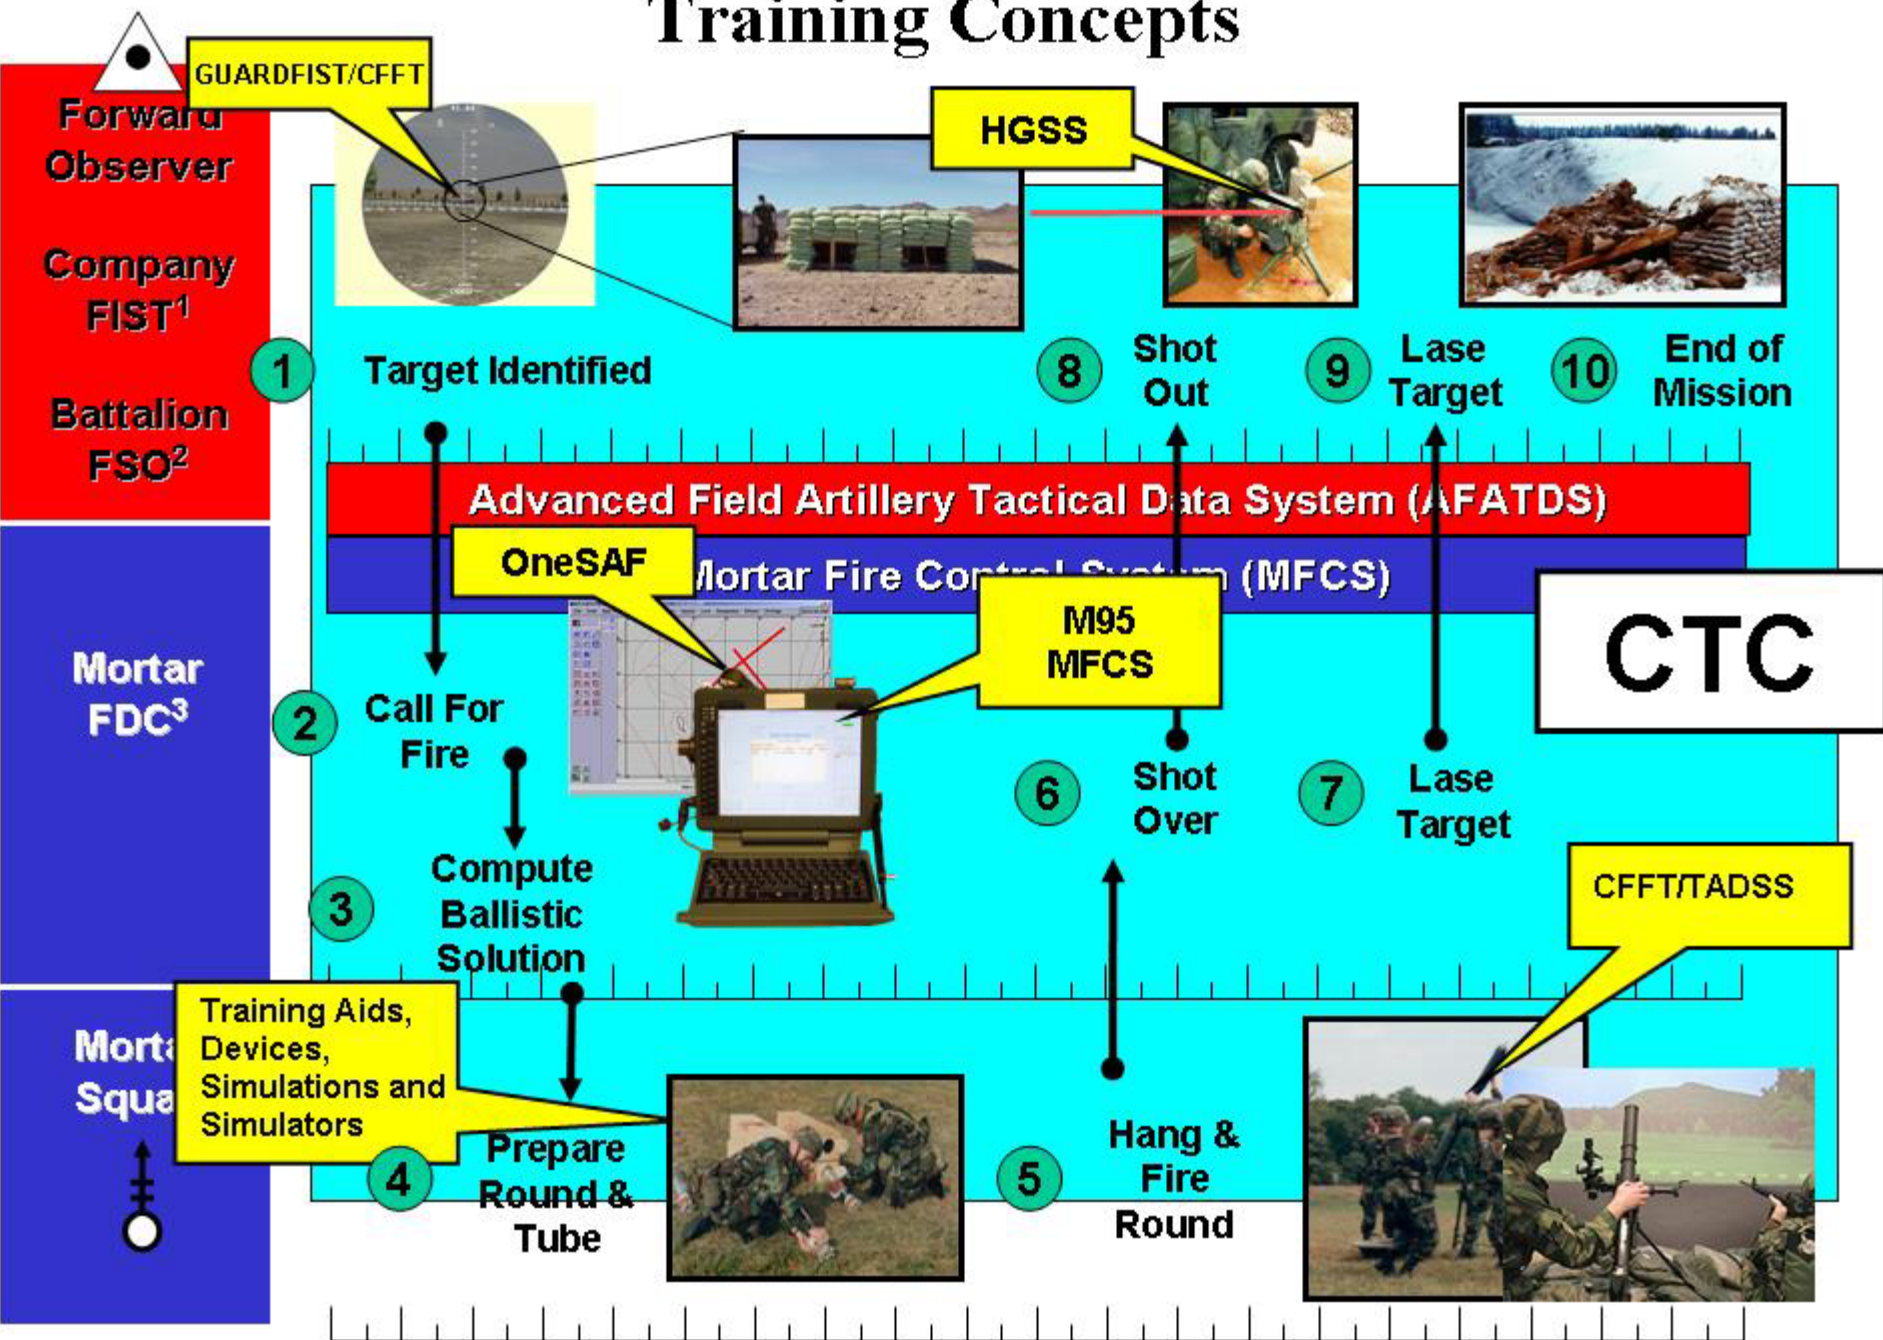 Training Concepts
GUARDFIST/CFFT
HGSS
Forward
Observer
Company
FIST¹
Battalion
FSO²
1
Target Identified
8
Shot
Out
9
Lase
Target
10
End of
Mission
Advanced Field Artillery Tactical Data System (AFATDS)
OneSAF
Mortar Fire Control System (MFCS)
M95
MFCS
CTC
Mortar
FDC³
2
Call For
Fire
6
Shot
Over
7
Lase
Target
3
Compute
Ballistic
Solution
CFFT/TADSS
Training Aids,
Devices,
Simulations and
Simulators
Morta
Squa
4
Prepare
Round &
Tube
5
Hang &
Fire
Round